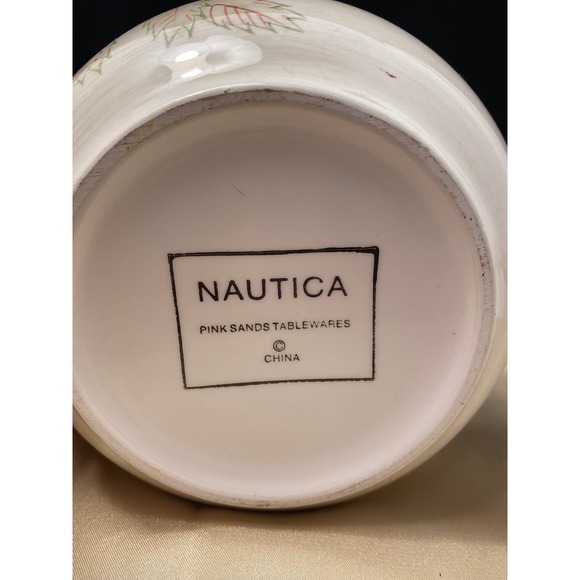 NAUTICA
PINK SANDS TABLEWARES
©
CHINA